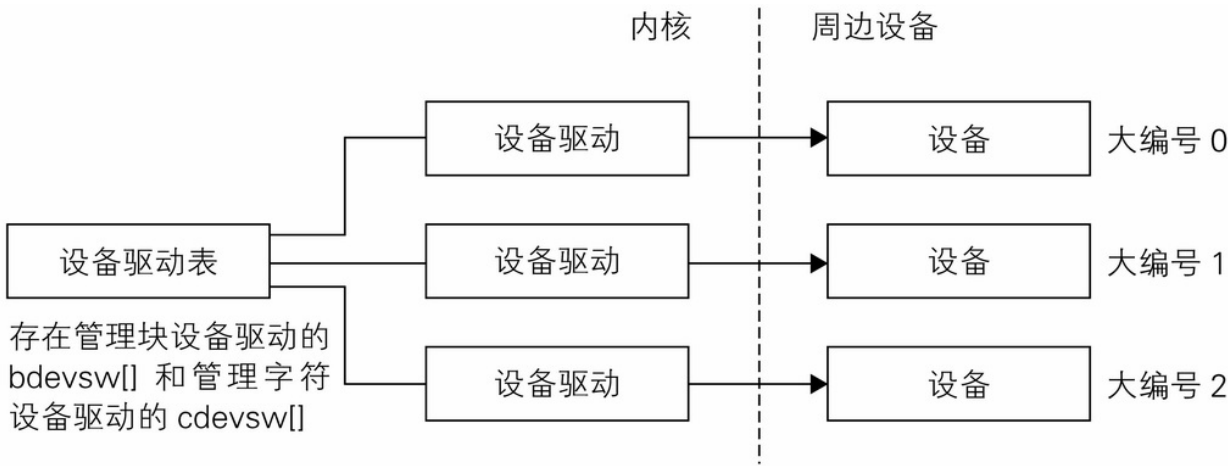 内核
周边设备
设备驱动
设备
大编号 0
设备驱动表
设备驱动
设备
大编号 1
存在管理块设备驱动的
bdevsw[] 和管理字符
设备驱动的 cdevsw[]
设备驱动
设备
大编号 2